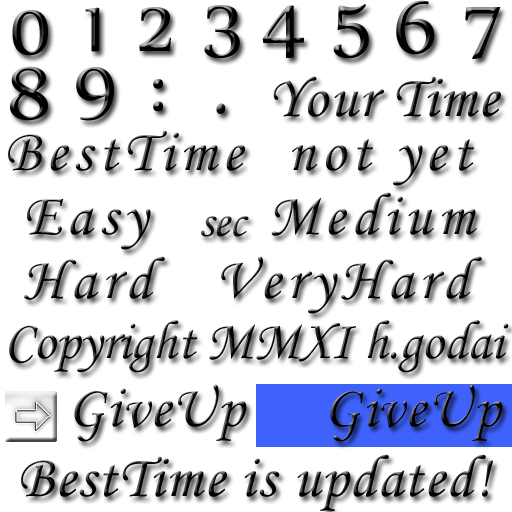 0 1 2 3 4 5 6 7
8 9 : . Your Time
BestTime not yet
Easy sec Medium
Hard VeryHard
Copyright MMXI h.godai
GiveUp GiveUp
BestTime is updated!